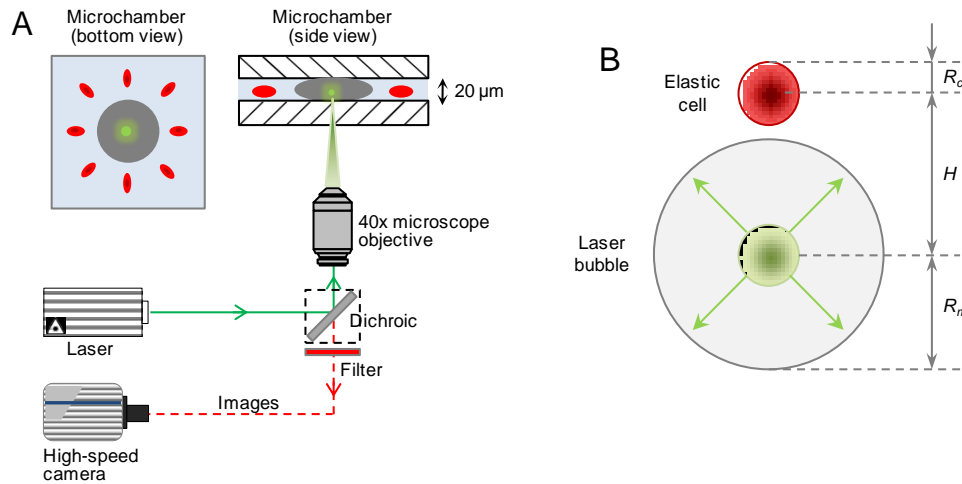 A
Microchamber
(bottom view)
Microchamber
(side view)
20 µm
40x microscope
objective
Laser
Dichroic
Filter
Images
High-speed
camera
B
Elastic
cell
Laser
bubble
H